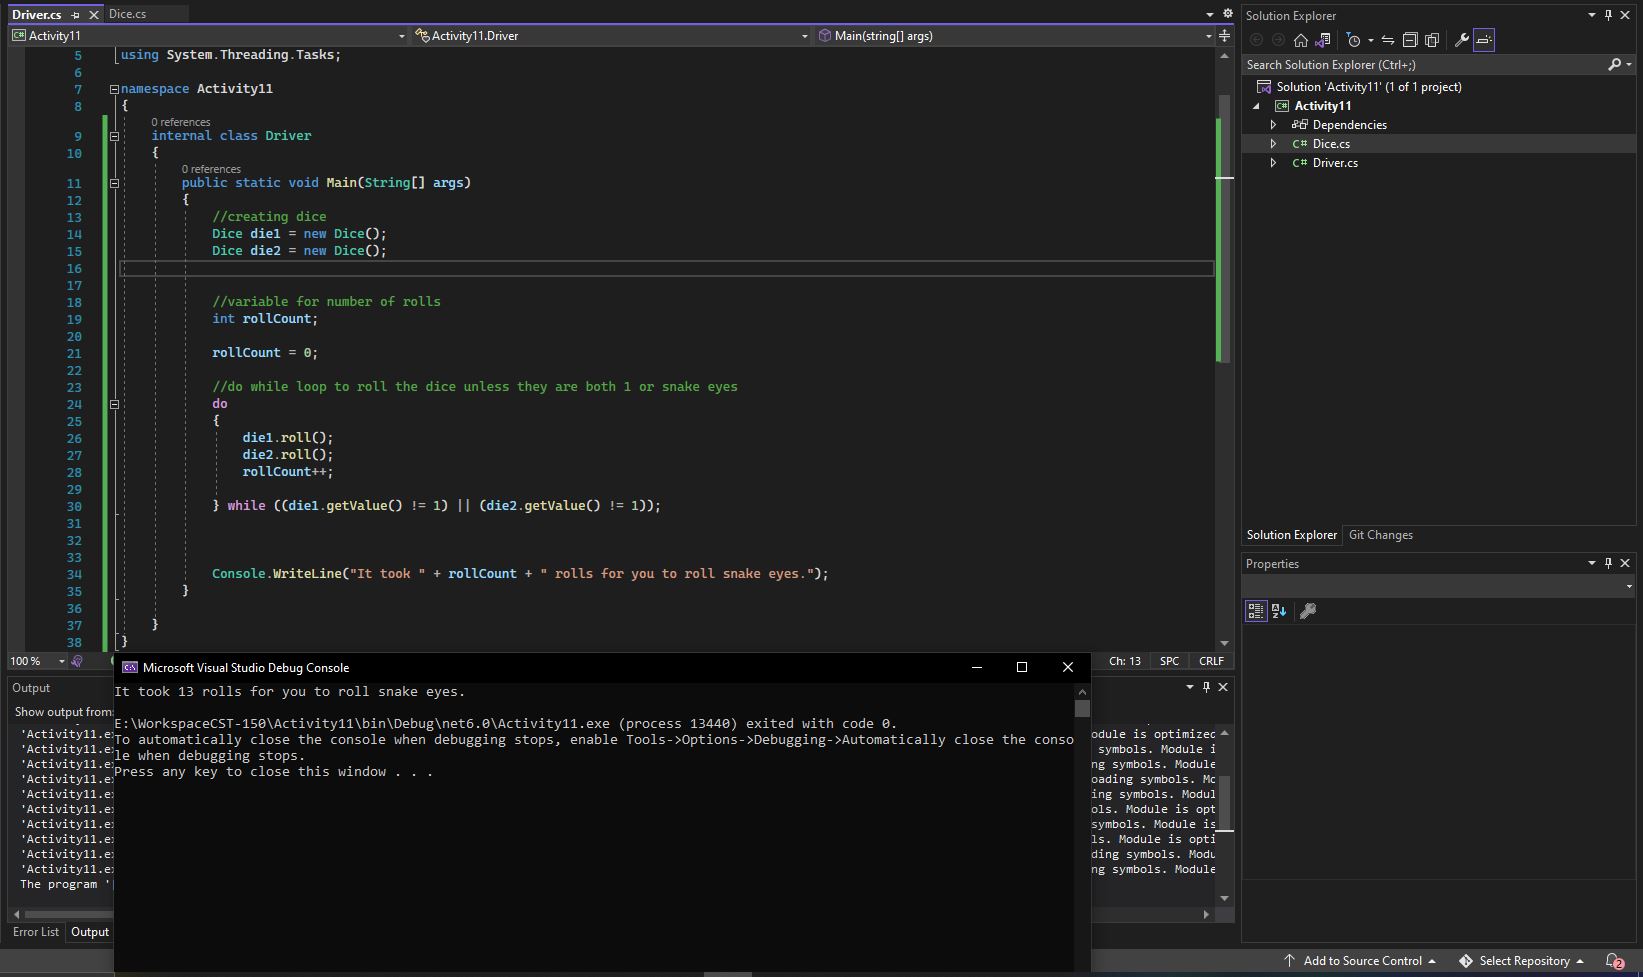 Driver.cs
Dice.cs
Activity11
Activity11.Driver
Main(string[] args)
5 using System.Threading.Tasks;
6
7 namespace Activity11
8 {
0 references
9 internal class Driver
10 {
0 references
11 public static void Main(String[] args)
12 {
13 //creating dice
14 Dice die1 = new Dice();
15 Dice die2 = new Dice();
16
17
18 //variable for number of rolls
19 int rollCount;
20
21 rollCount = 0;
22
23 //do while loop to roll the dice unless they are both 1 or snake eyes
24 do
25 {
26 die1.roll();
27 die2.roll();
28 rollCount++;
29
30 } while ((die1.getValue() != 1) || (die2.getValue() != 1));
31
32
33
34 Console.WriteLine("It took " + rollCount + " rolls for you to roll snake eyes.");
35 }
36
37 }
38 }
100 %
Ch: 13 SPC CRLF
Output
Show output from:
'Activity11.ex
'Activity11.ex
'Activity11.ex
'Activity11.ex
'Activity11.ex
'Activity11.ex
'Activity11.ex
'Activity11.ex
'Activity11.ex
'Activity11.ex
The program '
Error List
Output
Microsoft Visual Studio Debug Console
It took 13 rolls for you to roll snake eyes.
E:\WorkspaceCST-150\Activity11\bin\Debug\net6.0\Activity11.exe (process 13440) exited with code 0.
To automatically close the console when debugging stops, enable Tools->Options->Debugging->Automatically close the conso
le when debugging stops.
Press any key to close this window . . .
odule is optimized
symbols. Module i
ng symbols. Module
oading symbols. Mo
ing symbols. Modul
ols. Module is opt
symbols. Module is
ls. Module is opti
ding symbols. Modu
ng symbols. Module
Solution Explorer
Search Solution Explorer (Ctrl+;)
Solution 'Activity11' (1 of 1 project)
C# Activity11
Dependencies
C# Dice.cs
C# Driver.cs
Solution Explorer
Git Changes
Properties
Add to Source Control
Select Repository
2